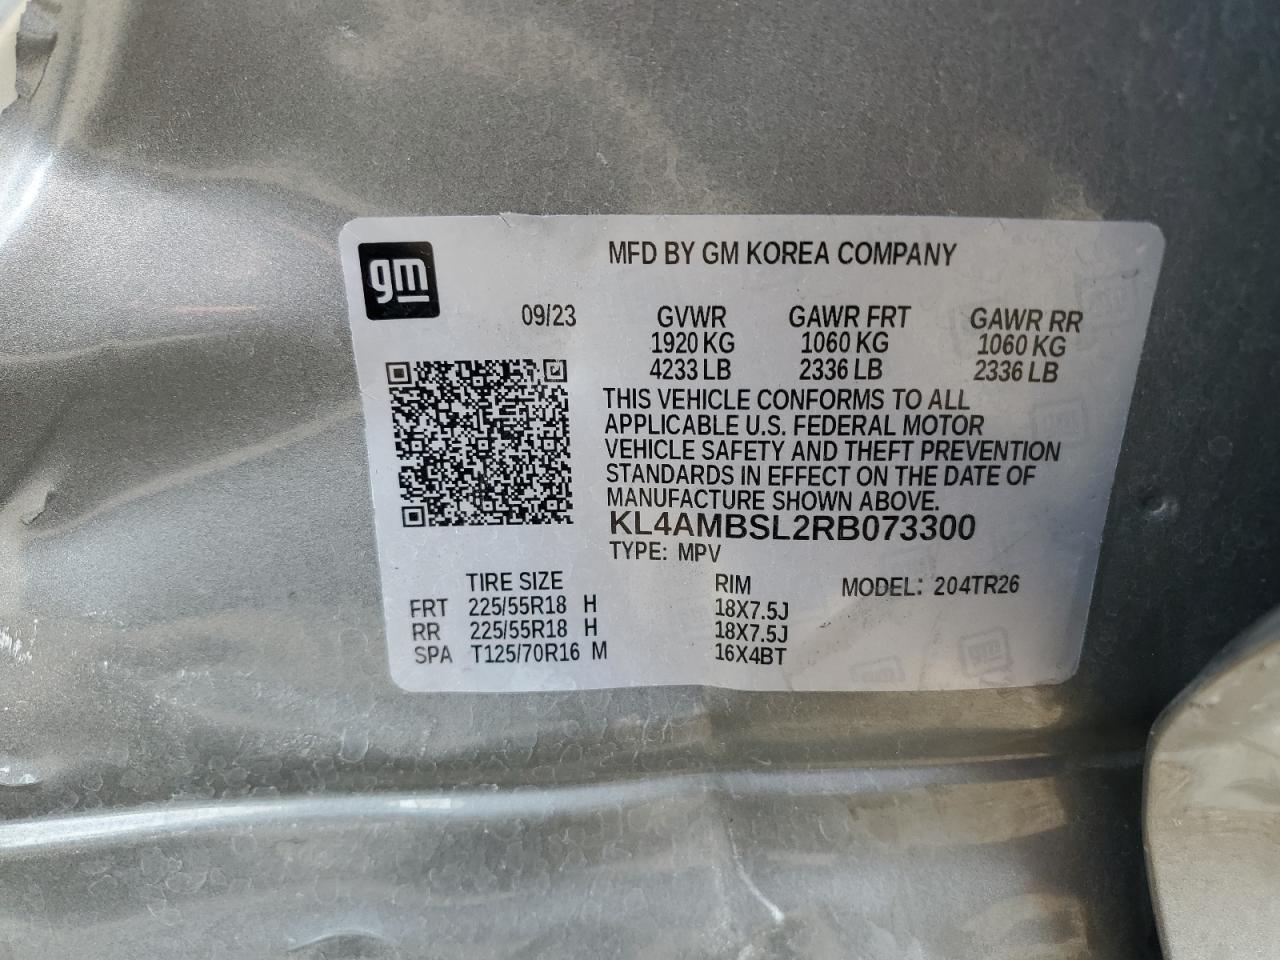 gm
MFD BY GM KOREA COMPANY
09/23 GVWR GAWR FRT GAWR RR
1920 KG 1060 KG 1060 KG
4233 LB 2336 LB 2336 LB
THIS VEHICLE CONFORMS TO ALL
APPLICABLE U.S. FEDERAL MOTOR
VEHICLE SAFETY AND THEFT PREVENTION
STANDARDS IN EFFECT ON THE DATE OF
MANUFACTURE SHOWN ABOVE.
KL4AMBSL2RB073300
TYPE: MPV
TIRE SIZE RIM MODEL: 204TR26
FRT 225/55R18 H 18X7.5J
RR 225/55R18 H 18X7.5J
SPA T125/70R16 M 16X4BT